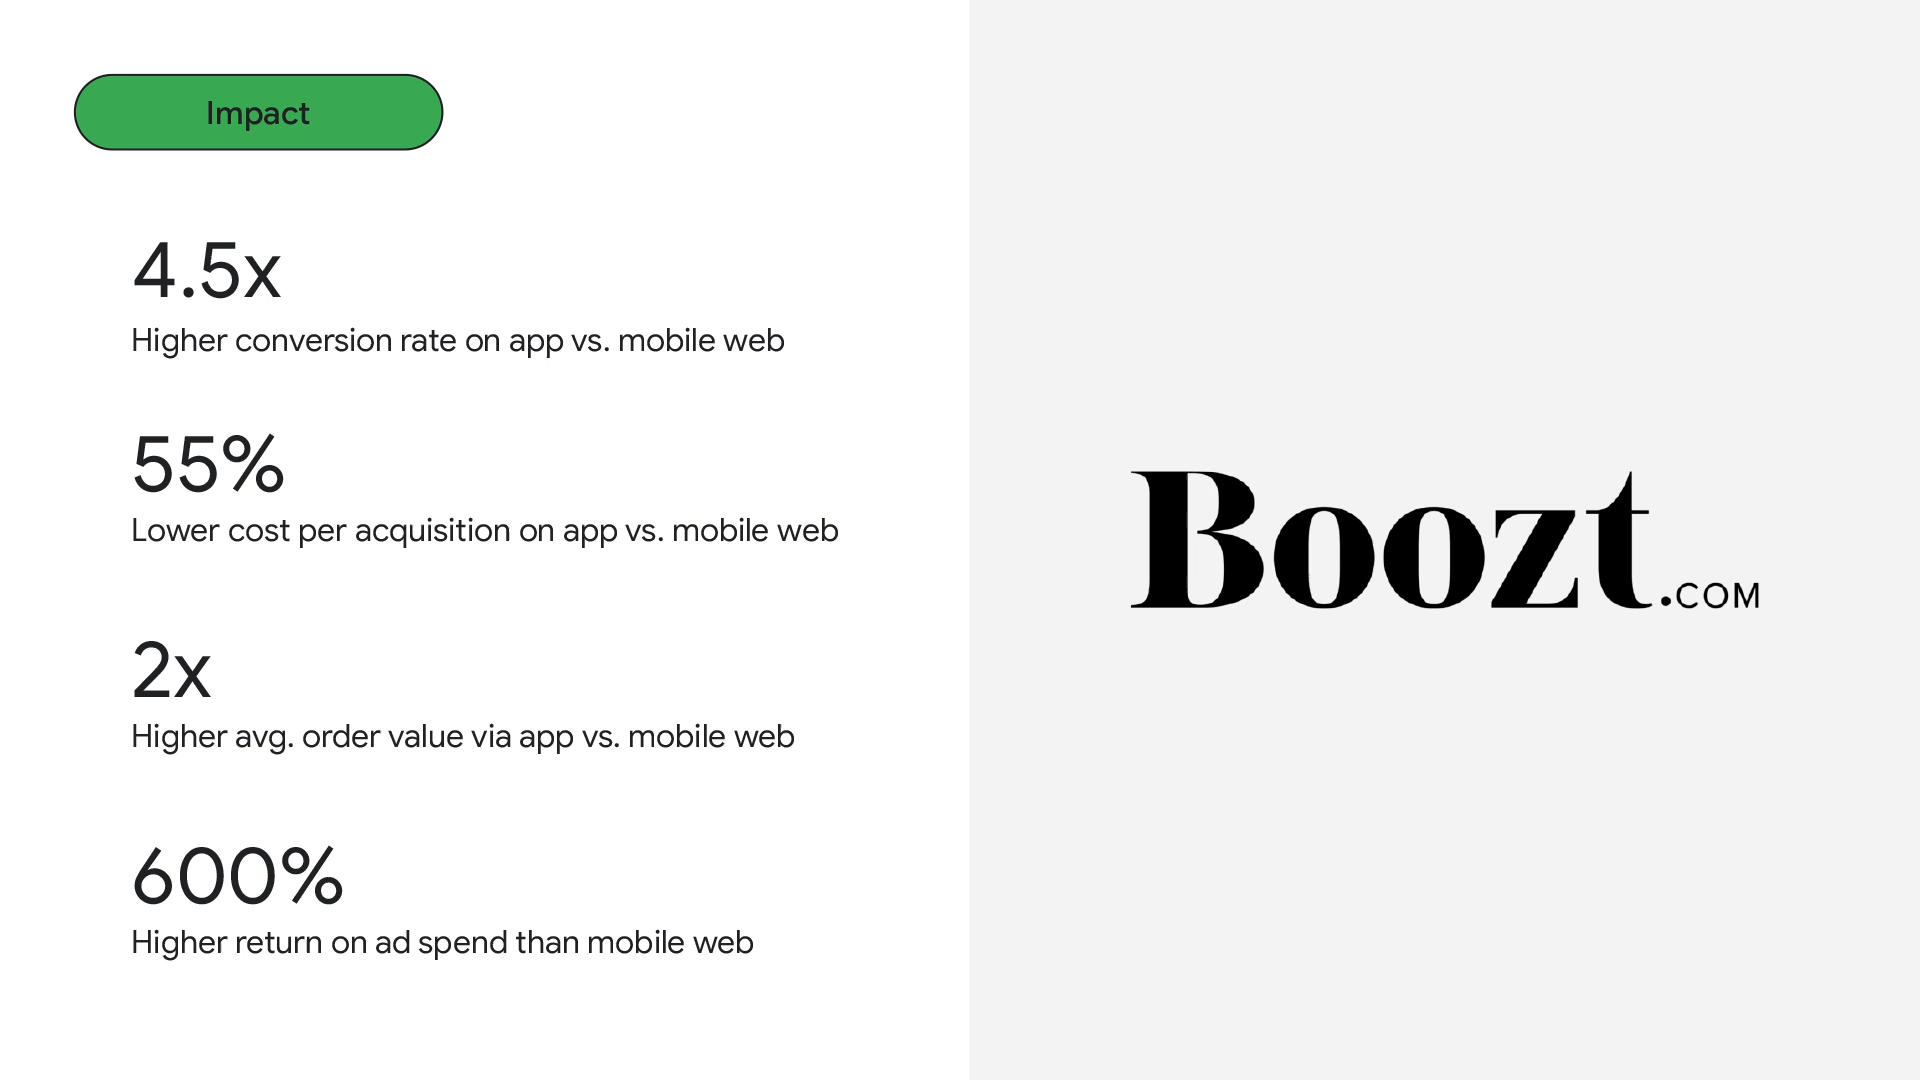 Impact
4.5x
Higher conversion rate on app vs. mobile web
55%
Lower cost per acquisition on app vs. mobile web
2x
Higher avg. order value via app vs. mobile web
600%
Higher return on ad spend than mobile web
Boozt.COM